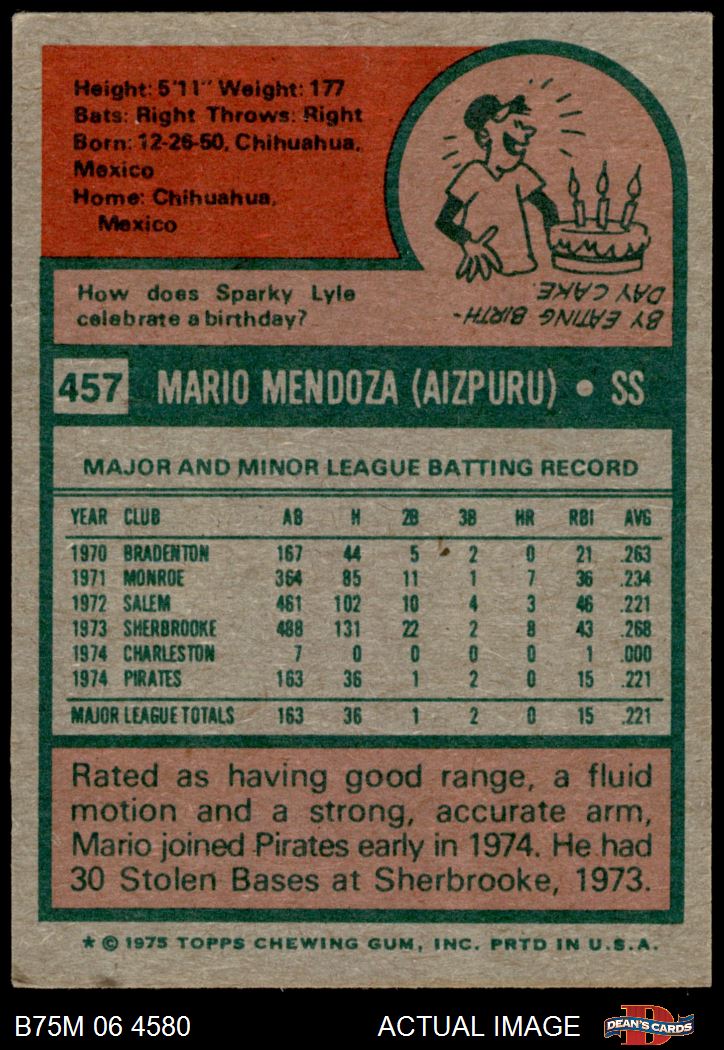 Height: 5'11" Weight: 177
Bats: Right Throws: Right
Born: 12-26-50, Chihuahua,
Mexico
Home: Chihuahua,
Mexico
How does Sparky Lyle
celebrate a birthday?
BY EATING BIRTH-
DAY CAKE.
457 MARIO MENDOZA (AIZPURU) • SS
MAJOR AND MINOR LEAGUE BATTING RECORD
YEAR CLUB AB H 2B 3B HR RBI AVG
1970 BRADENTON 167 44 5 2 0 21 .263
1971 MONROE 364 85 11 1 7 36 .234
1972 SALEM 461 102 10 4 3 46 .221
1973 SHERBROOKE 488 131 22 2 8 43 .268
1974 CHARLESTON 7 0 0 0 0 1 .000
1974 PIRATES 163 36 1 2 0 15 .221
MAJOR LEAGUE TOTALS 163 36 1 2 0 15 .221
Rated as having good range, a fluid
motion and a strong, accurate arm,
Mario joined Pirates early in 1974. He had
30 Stolen Bases at Sherbrooke, 1973.
* © 1975 TOPPS CHEWING GUM, INC. PRTD IN U.S.A.
B75M 06 4580 ACTUAL IMAGE
D
DEAN'S CARDS